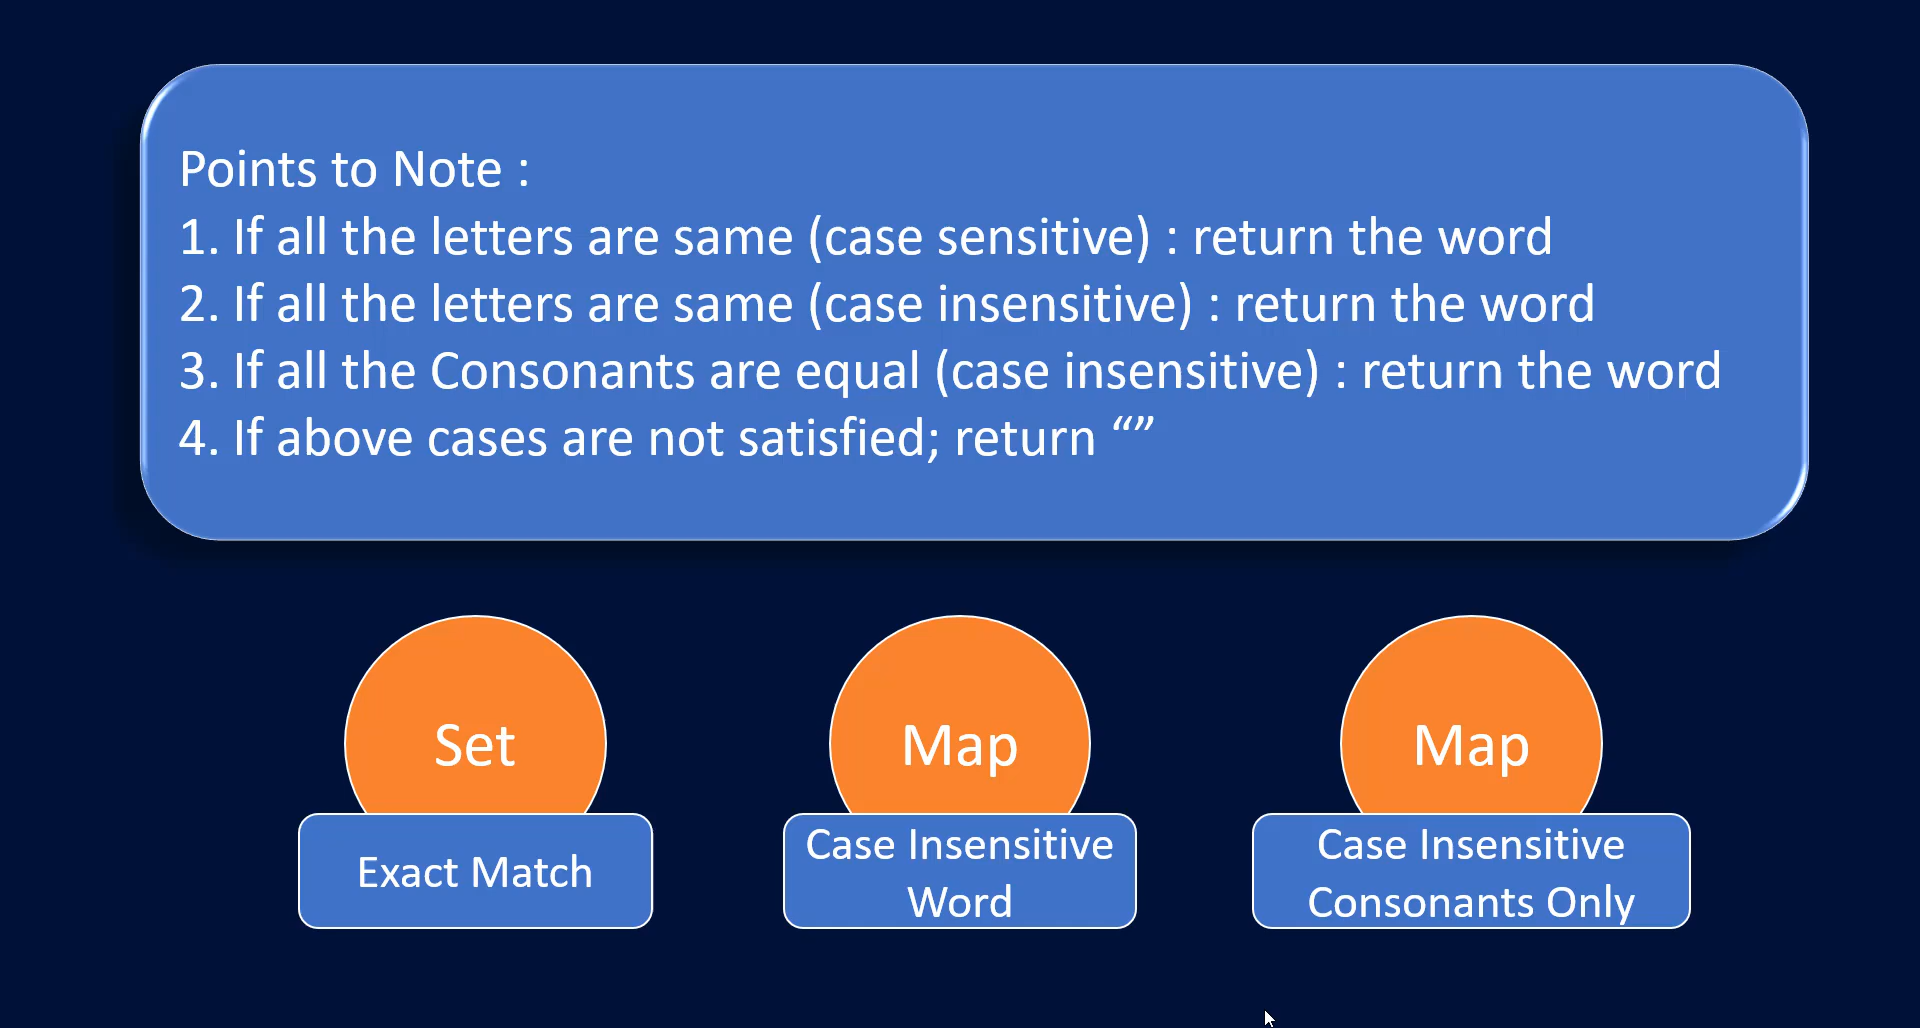 Points to Note :
1. If all the letters are same (case sensitive) : return the word
2. If all the letters are same (case insensitive) : return the word
3. If all the Consonants are equal (case insensitive) : return the word
4. If above cases are not satisfied; return “”
Set
Exact Match
Map
Case Insensitive
Word
Map
Case Insensitive
Consonants Only